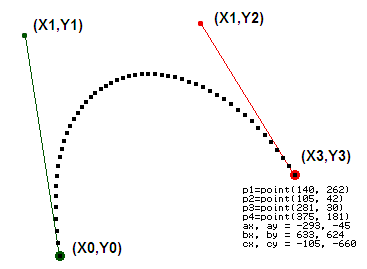 (X1,Y2)
(X1,Y1)
(X3,Y3)
p1=point(140, 262)
p2=point(105, 42)
p3=point(281, 30)
p4=point(375, 181)
ax, ay = -293, -45
bx, by = 633, 624
cx, cy = -105, -660
(X0,Y0)